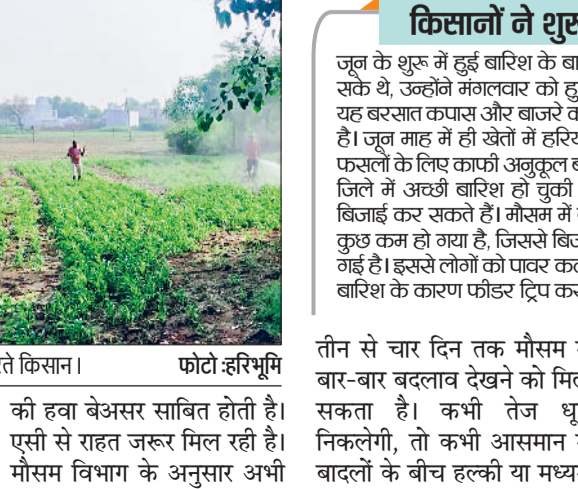 किसानों ने शुरू
जून के शुरू में हुई बारिश के बा
सके थे, उन्होंने मंगलवार को हु
यह बरसात कपास और बाजरे क
है। जून माह में ही खेतों में हरिय
फसलों के लिए काफी अनुकूल ब
जिले में अच्छी बारिश हो चुकी
बिजाई कर सकते हैं। मौसम में
कुछ कम हो गया है, जिससे बिज
गई है। इससे लोगों को पावर कट
बारिश के कारण फीडर ट्रिप कर
रते किसान।
फोटो :हरिभूमि
की हवा बेअसर साबित होती है।
एसी से राहत जरूर मिल रही है।
मौसम विभाग के अनुसार अभी
तीन से चार दिन तक मौसम
बार-बार बदलाव देखने को मिल
सकता है। कभी तेज धू
निकलेगी, तो कभी आसमान
बादलों के बीच हल्की या मध्य